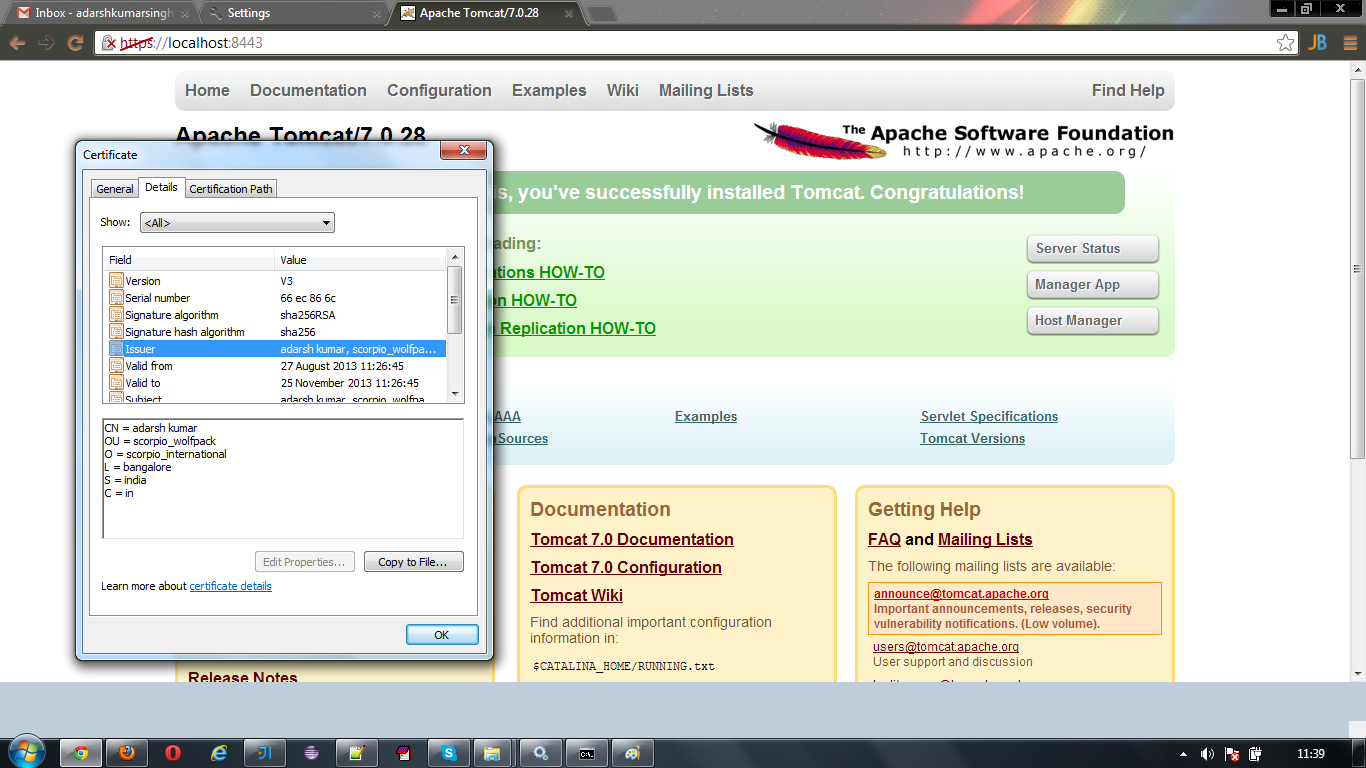 Inbox - adarshkumarsingh
Settings
Apache Tomcat/7.0.28
https://localhost:8443
JB
Home Documentation Configuration Examples Wiki Mailing Lists Find Help
Apache Tomcat/7.0.28
The Apache Software Foundation
http://www.apache.org/
Certificate
General Details Certification Path
Show: <All>
Field Value
Version V3
Serial number 66 ec 86 6c
Signature algorithm sha256RSA
Signature hash algorithm sha256
Issuer adarsh kumar, scorpio_wolfpa...
Valid from 27 August 2013 11:26:45
Valid to 25 November 2013 11:26:45
Subject adarsh kumar, scorpio_wolfpa
CN = adarsh kumar
OU = scorpio_wolfpack
O = scorpio_international
L = bangalore
S = india
C = in
Edit Properties... Copy to File...
Learn more about certificate details
OK
is, you've successfully installed Tomcat. Congratulations!
ading:
ations HOW-TO
on HOW-TO
Replication HOW-TO
Server Status
Manager App
Host Manager
AAA
Sources
Examples
Servlet Specifications
Tomcat Versions
Release Notes
Documentation
Tomcat 7.0 Documentation
Tomcat 7.0 Configuration
Tomcat Wiki
Find additional important configuration
information in:
$CATALINA_HOME/RUNNING.txt
Getting Help
FAQ and Mailing Lists
The following mailing lists are available:
announce@tomcat.apache.org
Important announcements, releases, security
vulnerability notifications. (Low volume).
users@tomcat.apache.org
User support and discussion
11:39